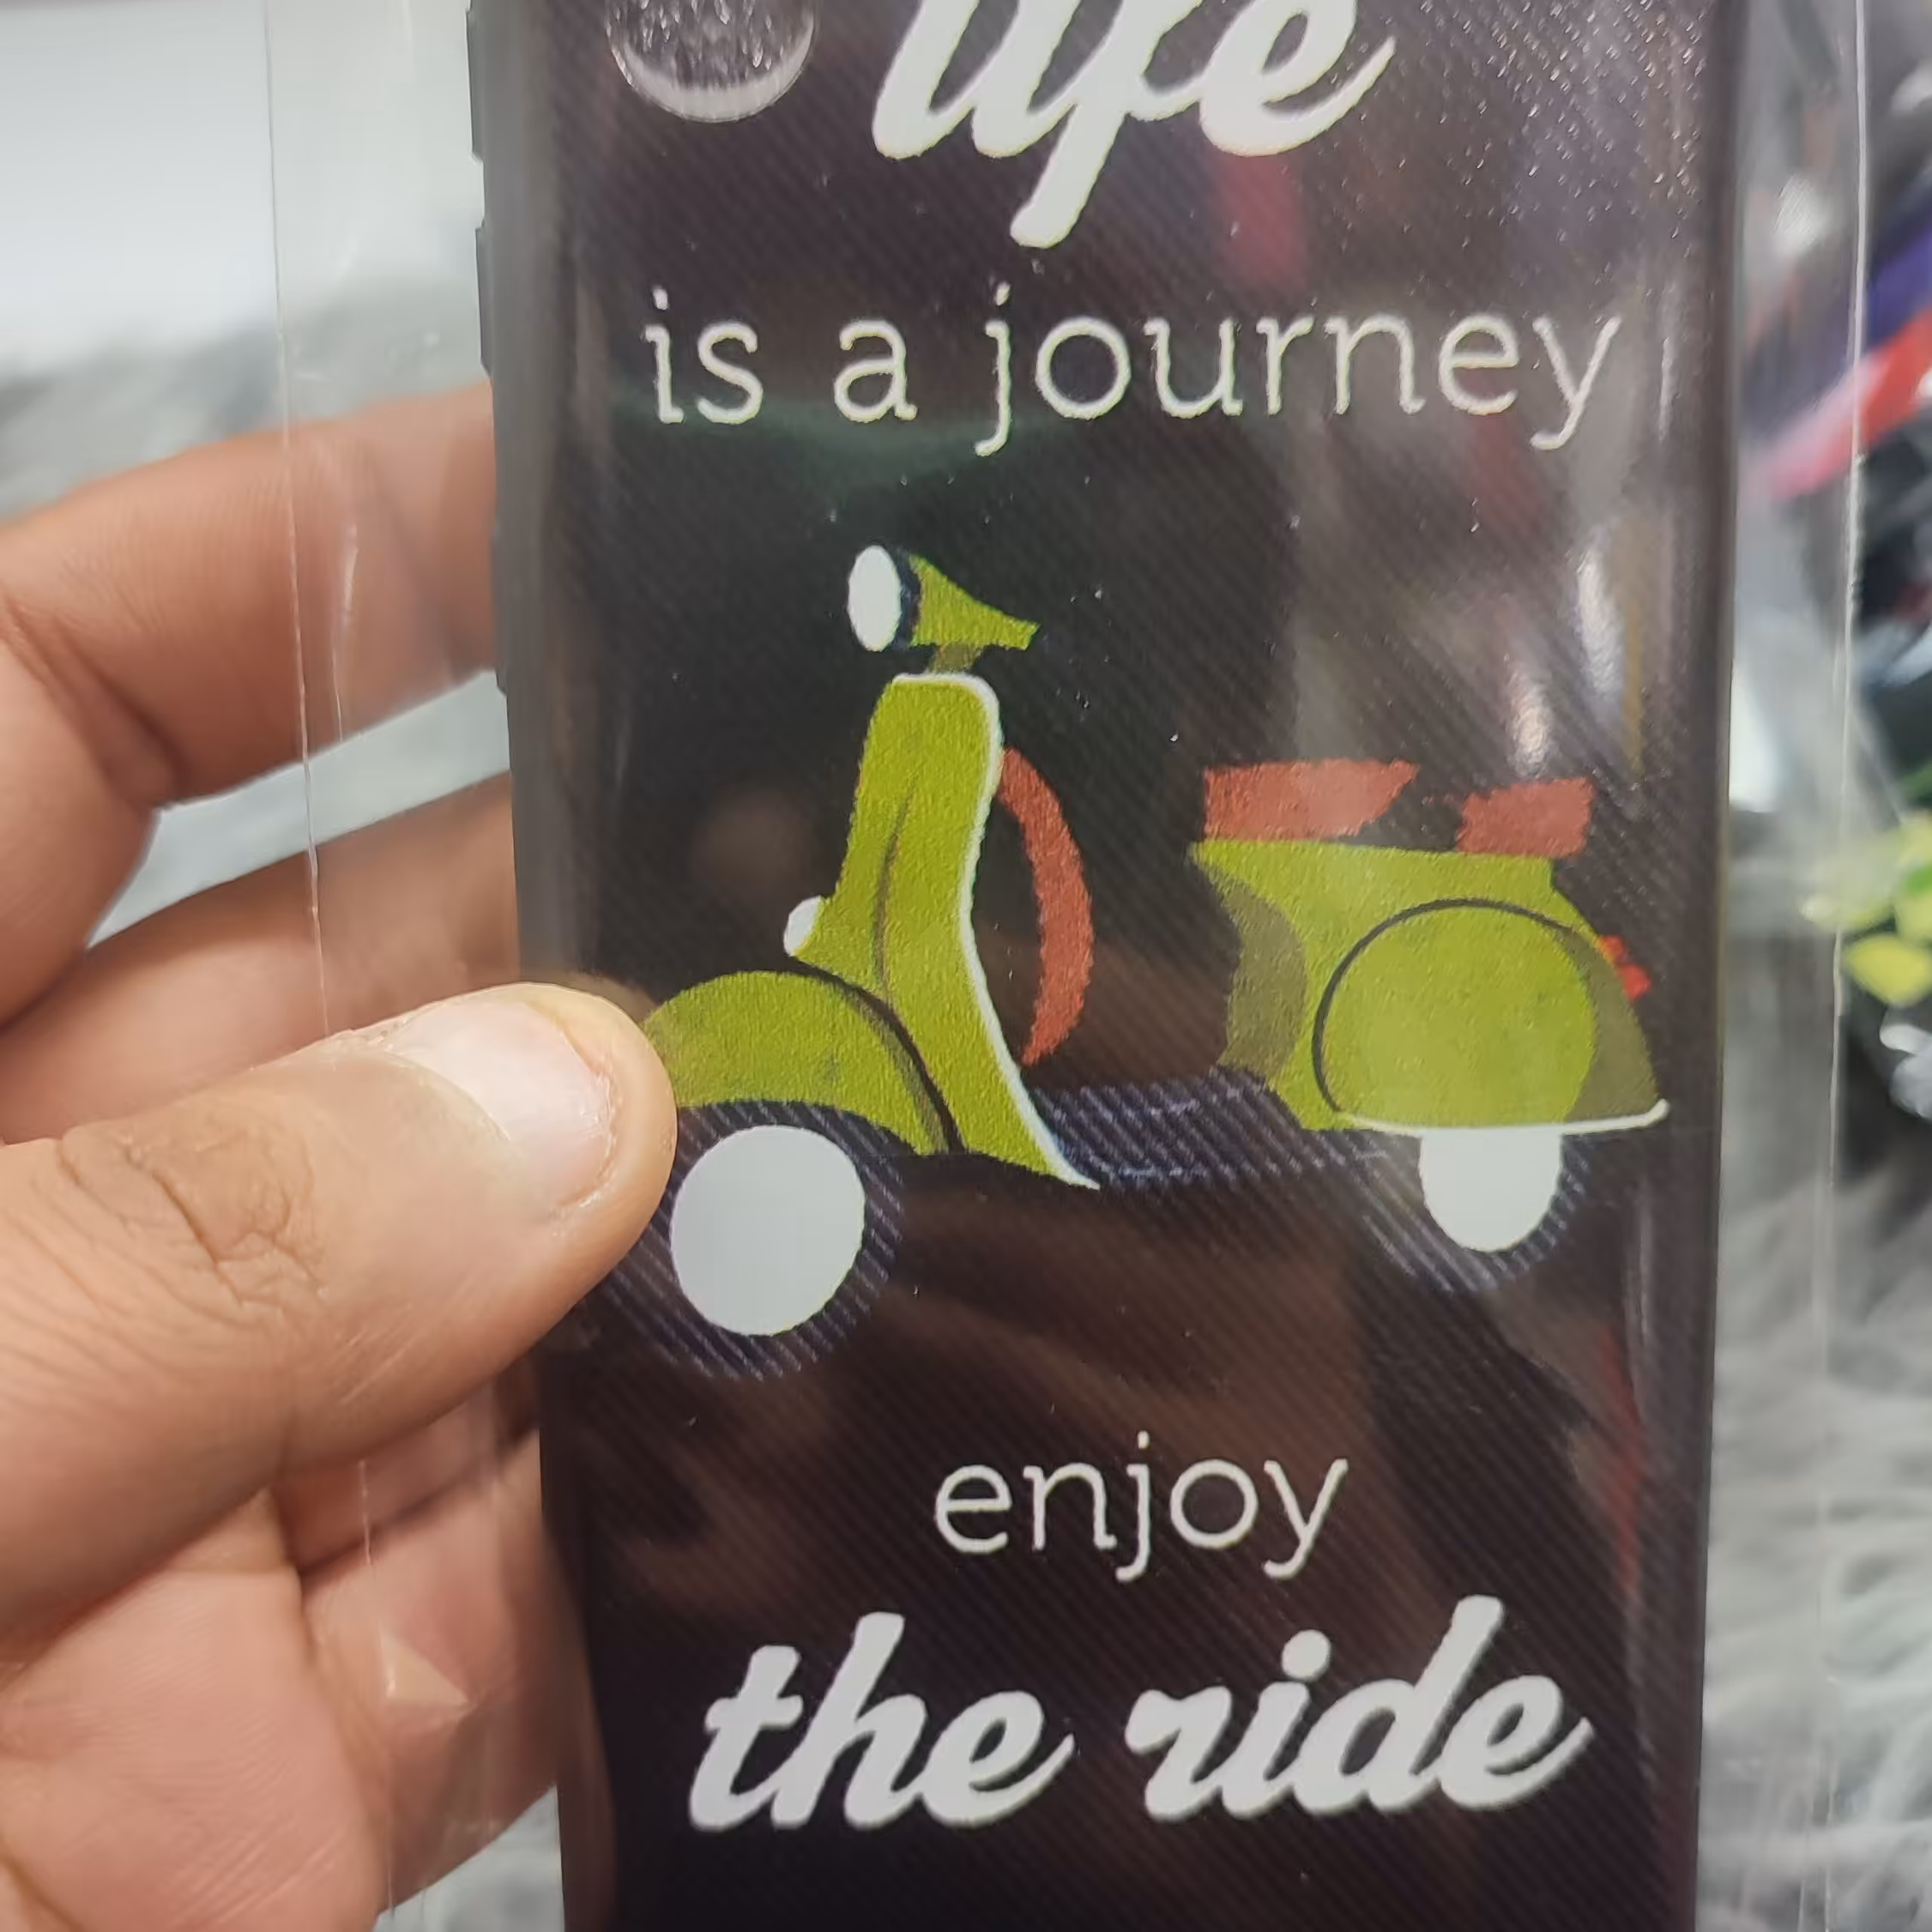 life
is a journey
enjoy
the ride